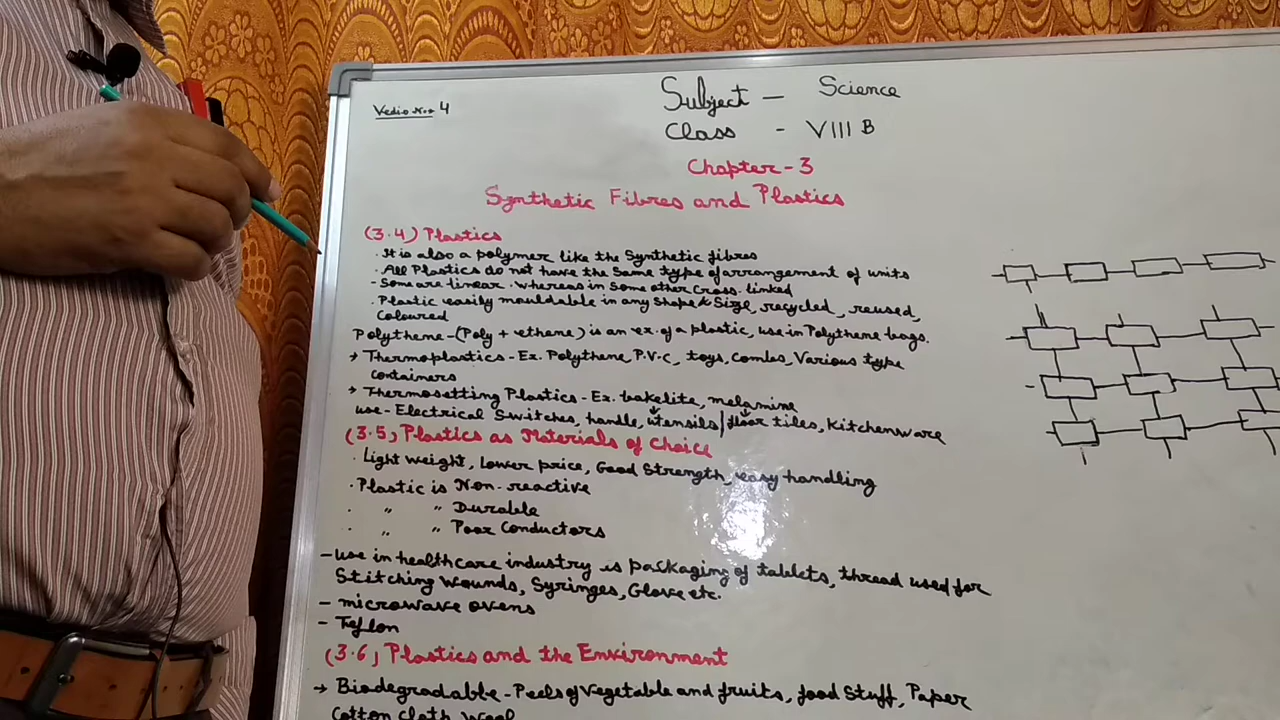 Vedio No. 4
Subject - Science
Class - VIII B
Chapter-3
Synthetic Fibres and Plastics
(3.4) Plastics
· It is also a polymer like the Synthetic fibres
· All Plastics do not have the Same type of arrangement of units
- Some are linear. whereas in Some other Cross-linked
· Plastic easily mouldable in any Shape & Size, recycled, reused,
Coloured
Polythene-(Poly + ethene) is an ex. of a plastic, use in Polythene bags.
→ Thermoplastics - Ex. Polythene, P.V.C, toys, Combs, Various type
Containers
→ Thermosetting Plastics - Ex. bakelite, melamine
use - Electrical Switches, handle, utensils/floor tiles, Kitchenware
(3.5) Plastics as Materials of Choice
· Light weight, Lower price, Good Strength, easy handling
· Plastic is Non-reactive
· " " Durable
· " " Poor Conductors
- use in healthcare industry is packaging of tablets, thread used for
Stitching wounds, Syringes, Glove etc.
- microwave ovens
- Teflon
(3.6) Plastics and the Environment
→ Biodegradable - Peels of Vegetable and fruits, food Stuff, Paper
Cotton Cloth Wool